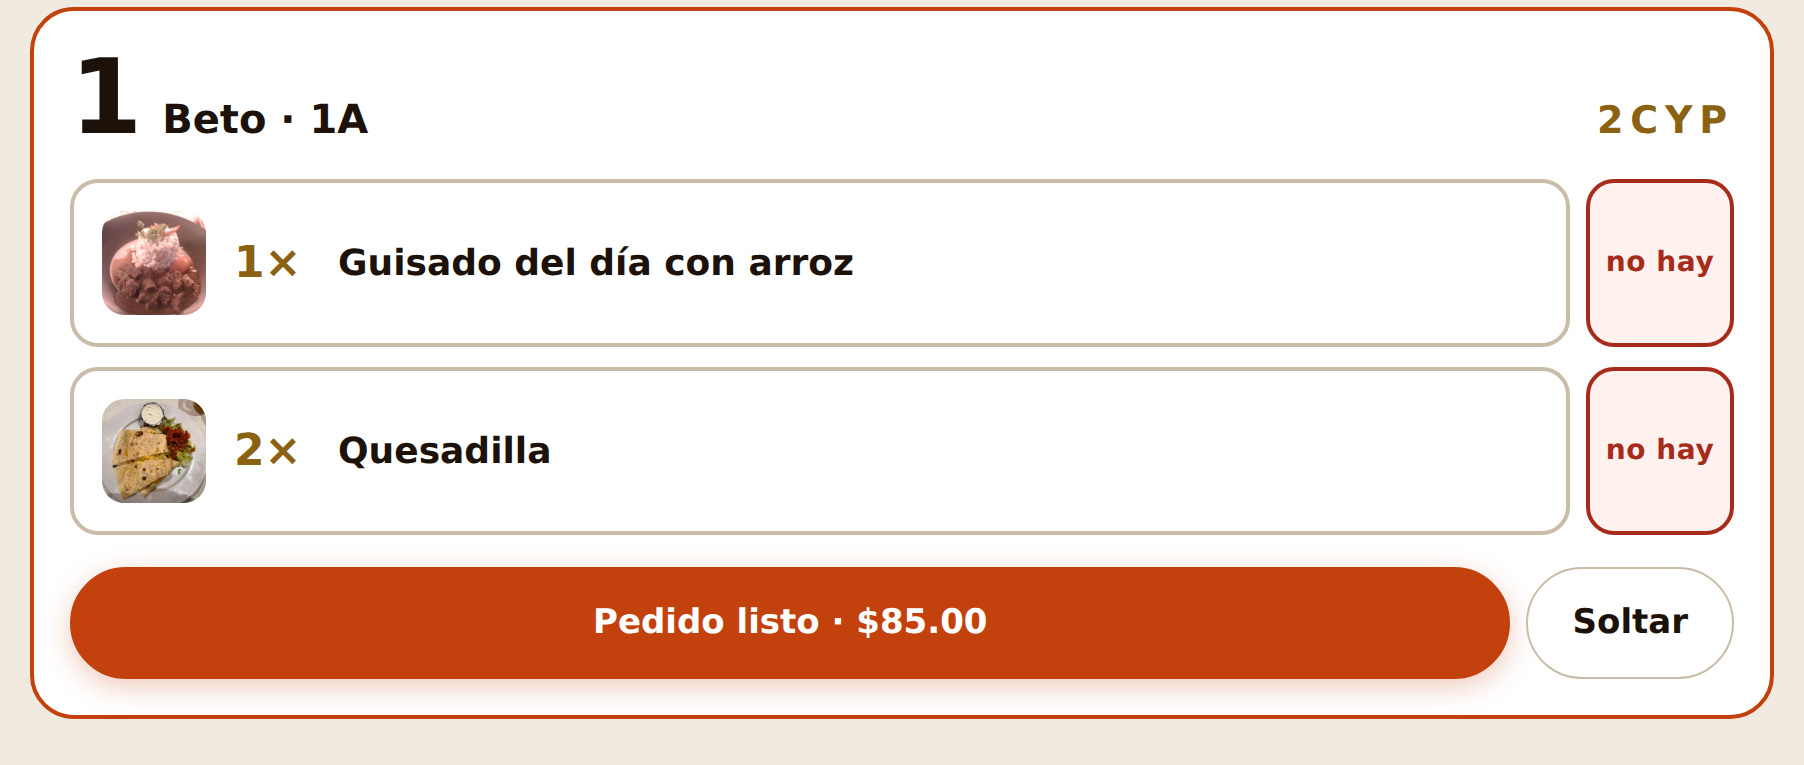 1 Beto · 1A 2CYP
1× Guisado del día con arroz no hay
2× Quesadilla no hay
Pedido listo · $85.00 Soltar